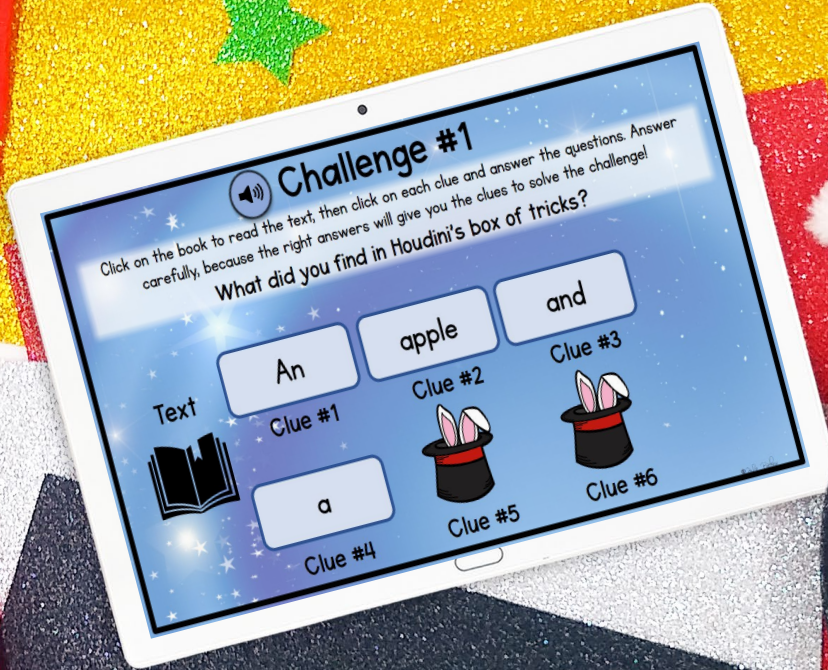 Challenge #1
Click on the book to read the text, then click on each clue and answer the questions. Answer
carefully, because the right answers will give you the clues to solve the challenge!
What did you find in Houdini's box of tricks?
An
apple
and
Clue #1
Clue #2
Clue #3
Text
a
Clue #4
Clue #5
Clue #6